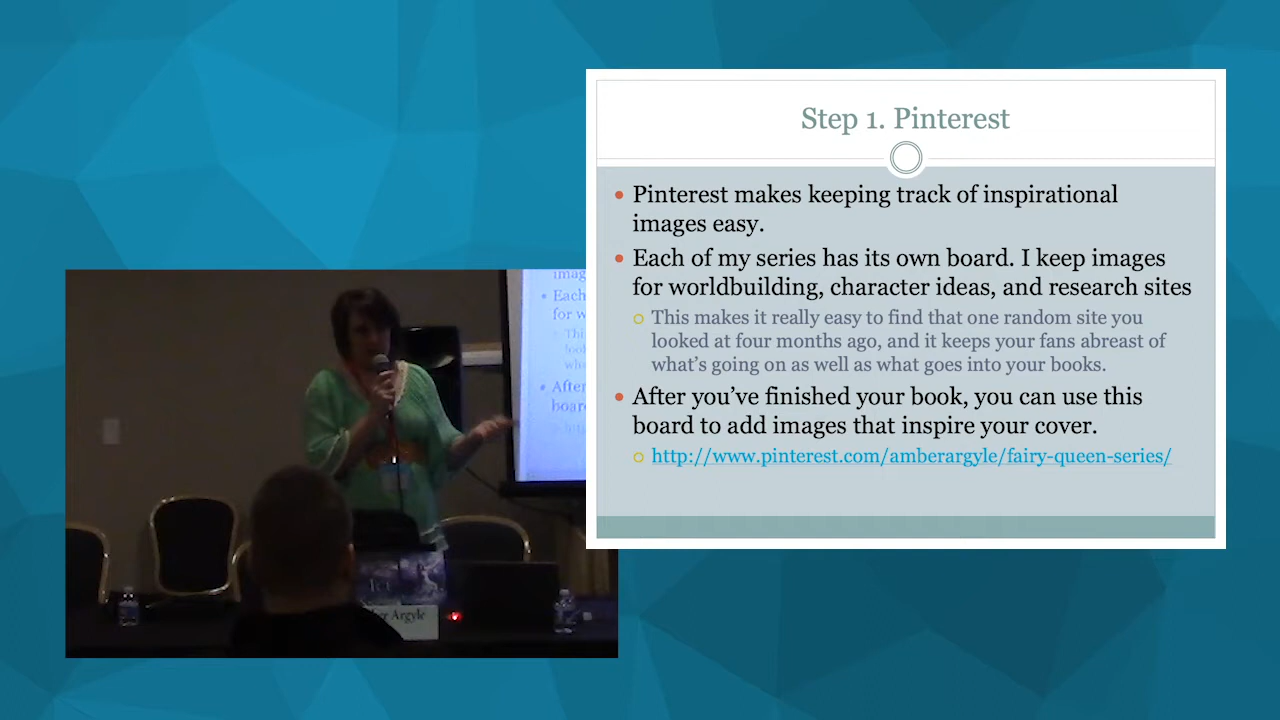 Step 1. Pinterest
Pinterest makes keeping track of inspirational
images easy.
Each of my series has its own board. I keep images
for worldbuilding, character ideas, and research sites
This makes it really easy to find that one random site you
looked at four months ago, and it keeps your fans abreast of
what's going on as well as what goes into your books.
After you've finished your book, you can use this
board to add images that inspire your cover.
http://www.pinterest.com/amberargyle/fairy-queen-series/
Each
for w
After
Argyle